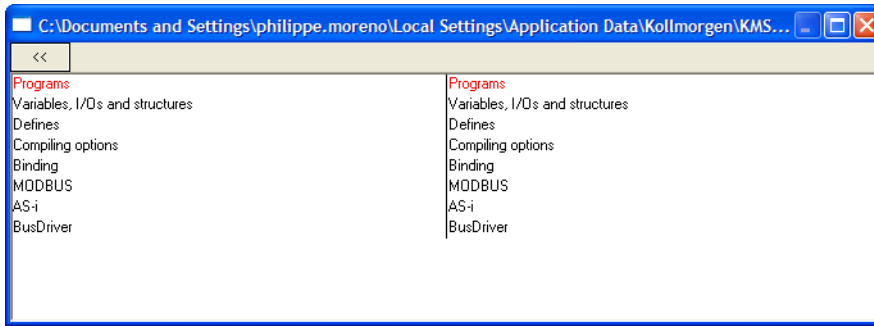 C:\Documents and Settings\philippe.moreno\Local Settings\Application Data\Kollmorgen\KMS...
<<
Programs
Variables, I/Os and structures
Defines
Compiling options
Binding
MODBUS
AS-i
BusDriver
Programs
Variables, I/Os and structures
Defines
Compiling options
Binding
MODBUS
AS-i
BusDriver